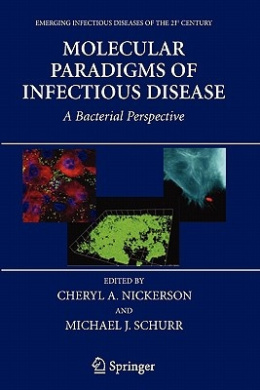 EMERGING INFECTIOUS DISEASES OF THE 21ST CENTURY
MOLECULAR
PARADIGMS OF
INFECTIOUS DISEASE
A Bacterial Perspective
EDITED BY
CHERYL A. NICKERSON
AND
MICHAEL J. SCHURR
Springer